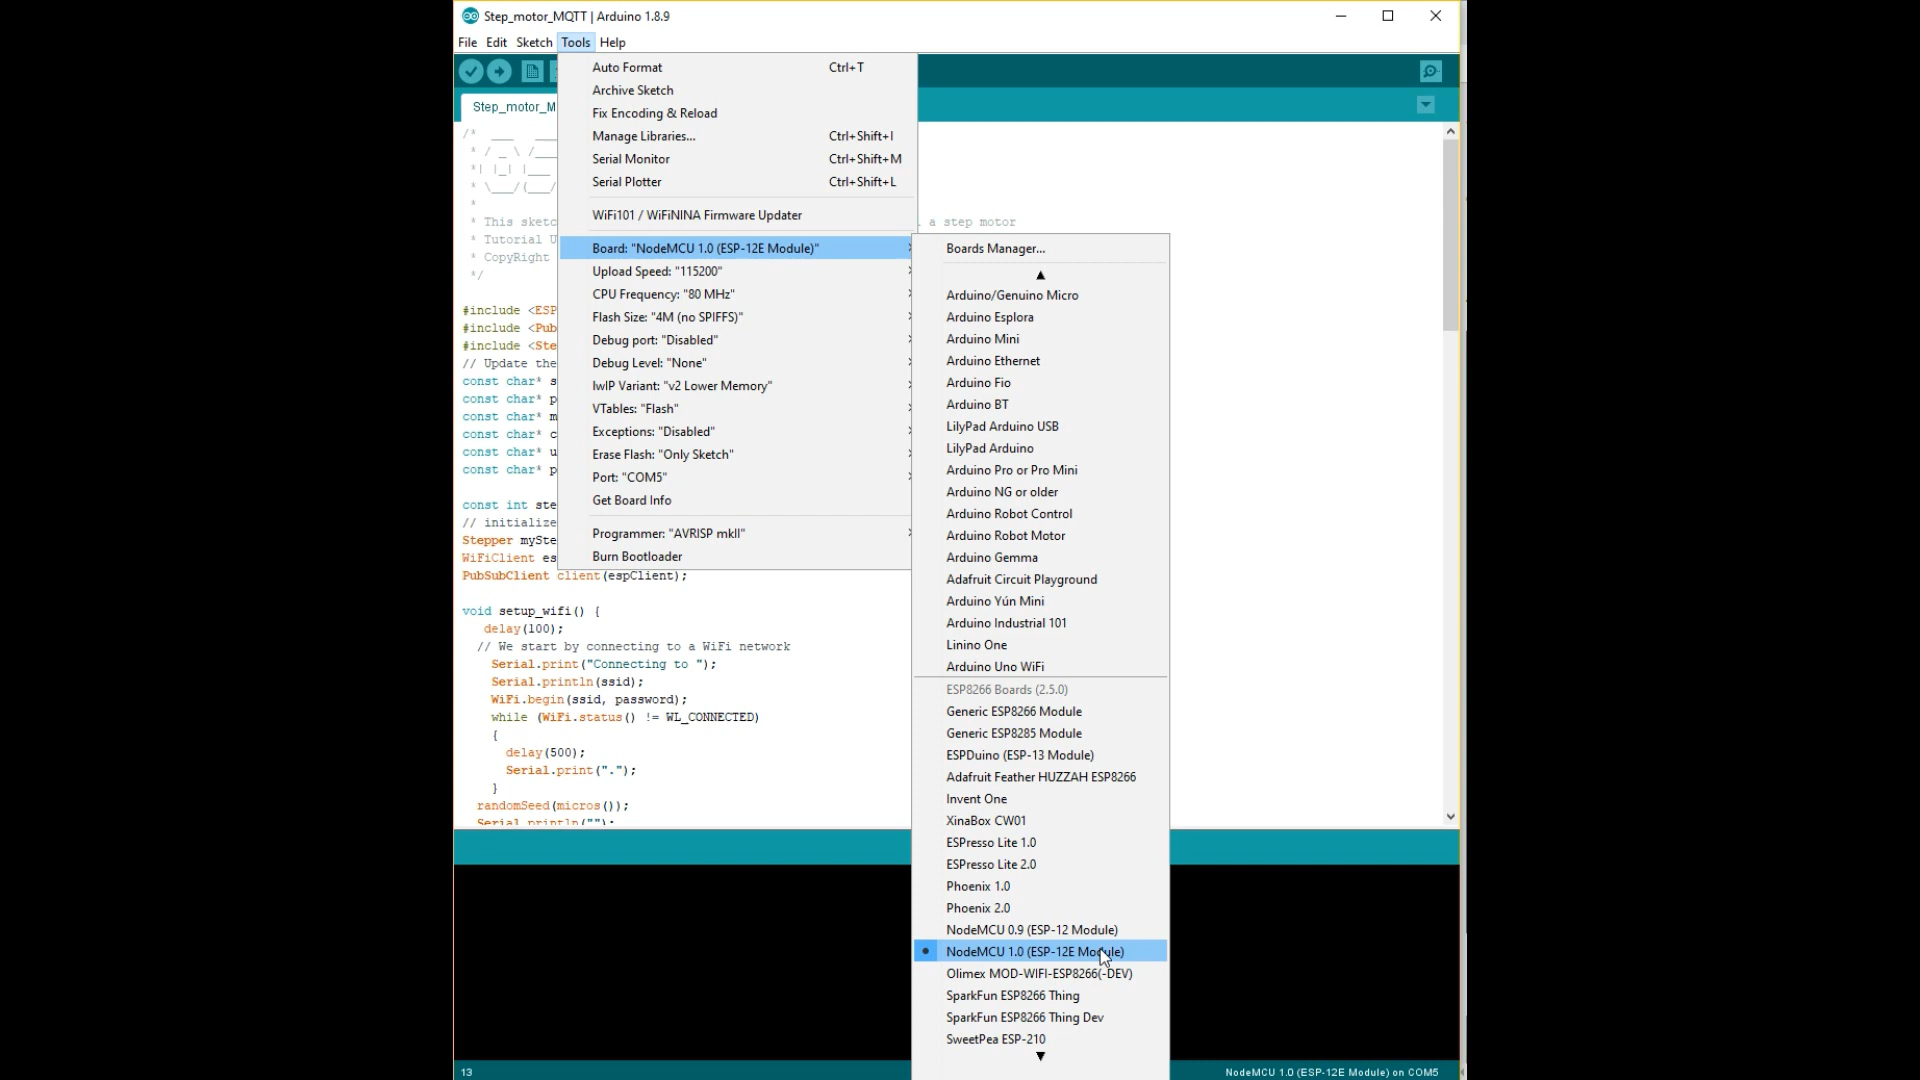 Step_motor_MQTT | Arduino 1.8.9
File Edit Sketch Tools Help
Step_motor_M
Auto Format Ctrl+T
Archive Sketch
Fix Encoding & Reload
Manage Libraries... Ctrl+Shift+I
Serial Monitor Ctrl+Shift+M
Serial Plotter Ctrl+Shift+L
WiFi101 / WiFiNINA Firmware Updater
Board: "NodeMCU 1.0 (ESP-12E Module)"
Upload Speed: "115200"
CPU Frequency: "80 MHz"
Flash Size: "4M (no SPIFFS)"
Debug port: "Disabled"
Debug Level: "None"
lwIP Variant: "v2 Lower Memory"
VTables: "Flash"
Exceptions: "Disabled"
Erase Flash: "Only Sketch"
Port: "COM5"
Get Board Info
Programmer: "AVRISP mkII"
Burn Bootloader
Boards Manager...
Arduino/Genuino Micro
Arduino Esplora
Arduino Mini
Arduino Ethernet
Arduino Fio
Arduino BT
LilyPad Arduino USB
LilyPad Arduino
Arduino Pro or Pro Mini
Arduino NG or older
Arduino Robot Control
Arduino Robot Motor
Arduino Gemma
Adafruit Circuit Playground
Arduino Yún Mini
Arduino Industrial 101
Linino One
Arduino Uno WiFi
ESP8266 Boards (2.5.0)
Generic ESP8266 Module
Generic ESP8285 Module
ESPDuino (ESP-13 Module)
Adafruit Feather HUZZAH ESP8266
Invent One
XinaBox CW01
ESPresso Lite 1.0
ESPresso Lite 2.0
Phoenix 1.0
Phoenix 2.0
NodeMCU 0.9 (ESP-12 Module)
NodeMCU 1.0 (ESP-12E Module)
Olimex MOD-WIFI-ESP8266(-DEV)
SparkFun ESP8266 Thing
SparkFun ESP8266 Thing Dev
SweetPea ESP-210
/*
* This sketc a step motor
* Tutorial U
* CopyRight
*/
#include <ESP
#include <Pub
#include <Ste
// Update the
const char* s
const char* p
const char* m
const char* c
const char* u
const char* p
const int ste
// initialize
Stepper mySte
WiFiClient es
PubSubClient client(espClient);
void setup_wifi() {
delay(100);
// We start by connecting to a WiFi network
Serial.print("Connecting to ");
Serial.println(ssid);
WiFi.begin(ssid, password);
while (WiFi.status() != WL_CONNECTED)
{
delay(500);
Serial.print(".");
}
randomSeed(micros());
Serial.println("");
13
NodeMCU 1.0 (ESP-12E Module) on COM5